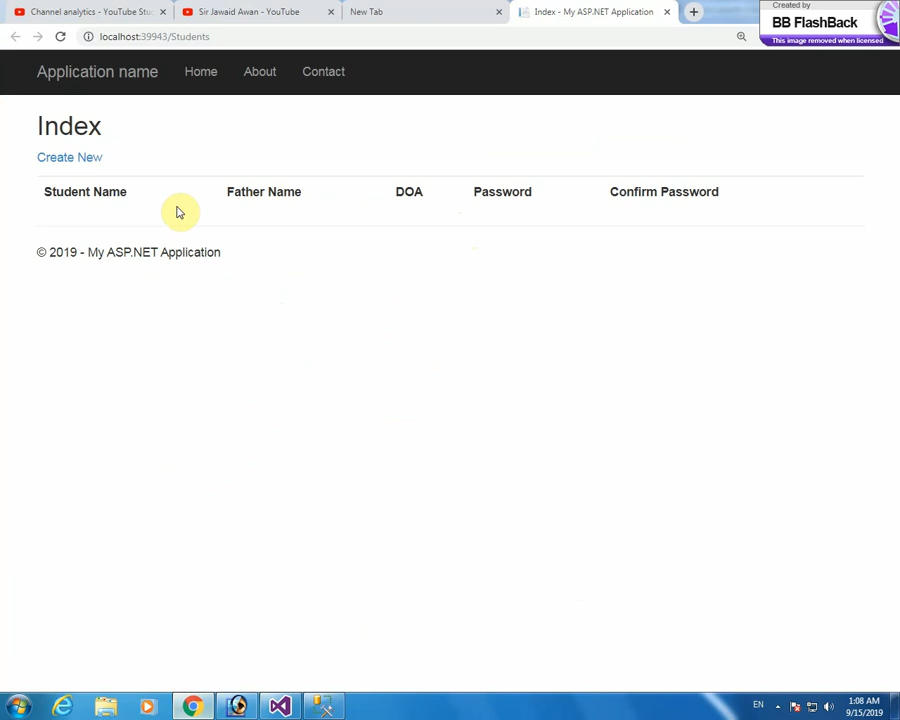 Channel analytics - YouTube Stu
Sir Jawaid Awan - YouTube
New Tab
Index - My ASP.NET Application
Created by
BB FlashBack
This image removed when licensed
localhost:39943/Students
Application name
Home
About
Contact
Index
Create New
Student Name
Father Name
DOA
Password
Confirm Password
© 2019 - My ASP.NET Application
EN
1:08 AM
9/15/2019